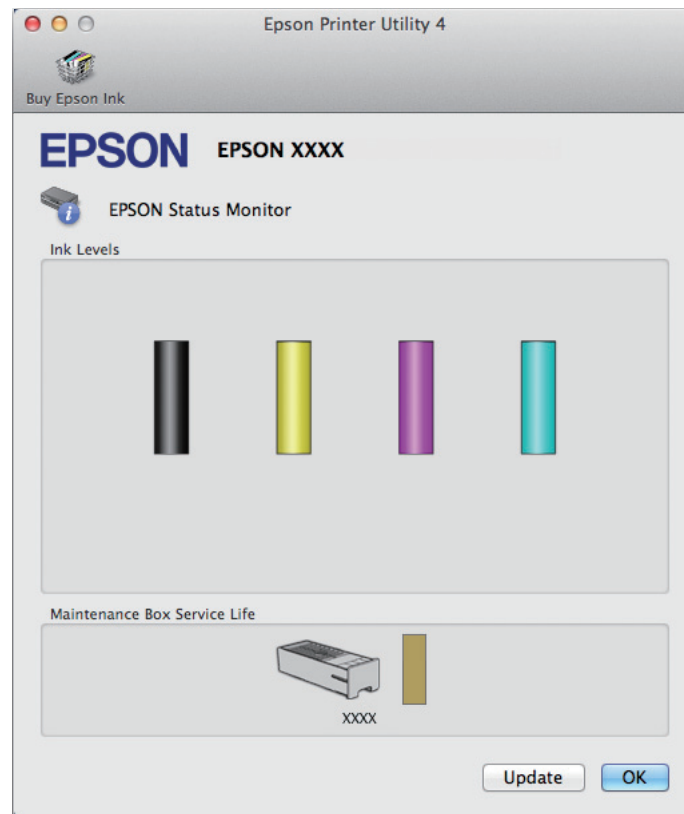 Epson Printer Utility 4
Buy Epson Ink
EPSON EPSON XXXX
EPSON Status Monitor
Ink Levels
Maintenance Box Service Life
XXXX
Update OK